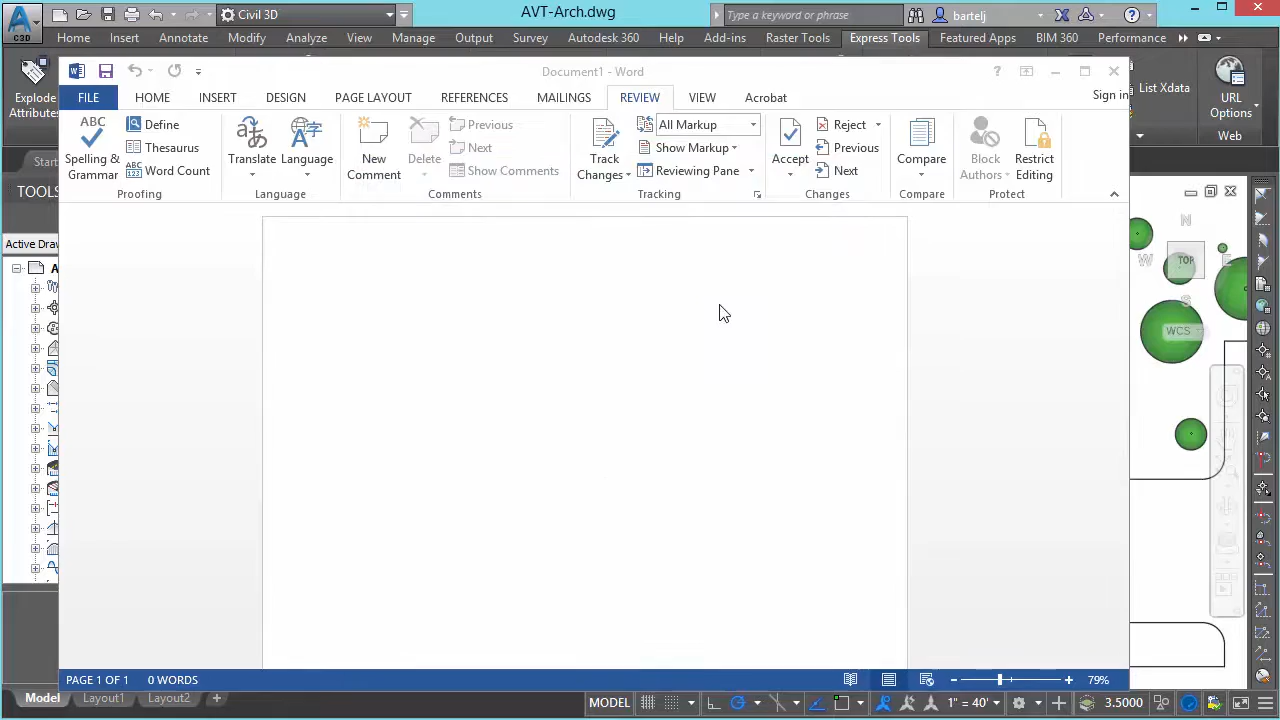 AVT-Arch.dwg
C3D
Civil 3D
Type a keyword or phrase
bartelj
Home Insert Annotate Modify Analyze View Manage Output Survey Autodesk 360 Help Add-ins Raster Tools Express Tools Featured Apps BIM 360 Performance
Document1 - Word
Explode
Attributes
List Xdata
URL
Options
Web
Sign in
FILE HOME INSERT DESIGN PAGE LAYOUT REFERENCES MAILINGS REVIEW VIEW Acrobat
ABC
Spelling &
Grammar
Define
Thesaurus
ABC
123
Word Count
Proofing
Translate
Language
Language
New
Comment
Delete
Previous
Next
Show Comments
Comments
Track
Changes
All Markup
Show Markup
Reviewing Pane
Tracking
Accept
Reject
Previous
Next
Changes
Compare
Compare
Block
Authors
Restrict
Editing
Protect
Start
TOOLS
Active Draw
A
N
W
TOP
E
S
WCS
PAGE 1 OF 1 0 WORDS
79%
Model Layout1 Layout2
MODEL
1" = 40'
3.5000